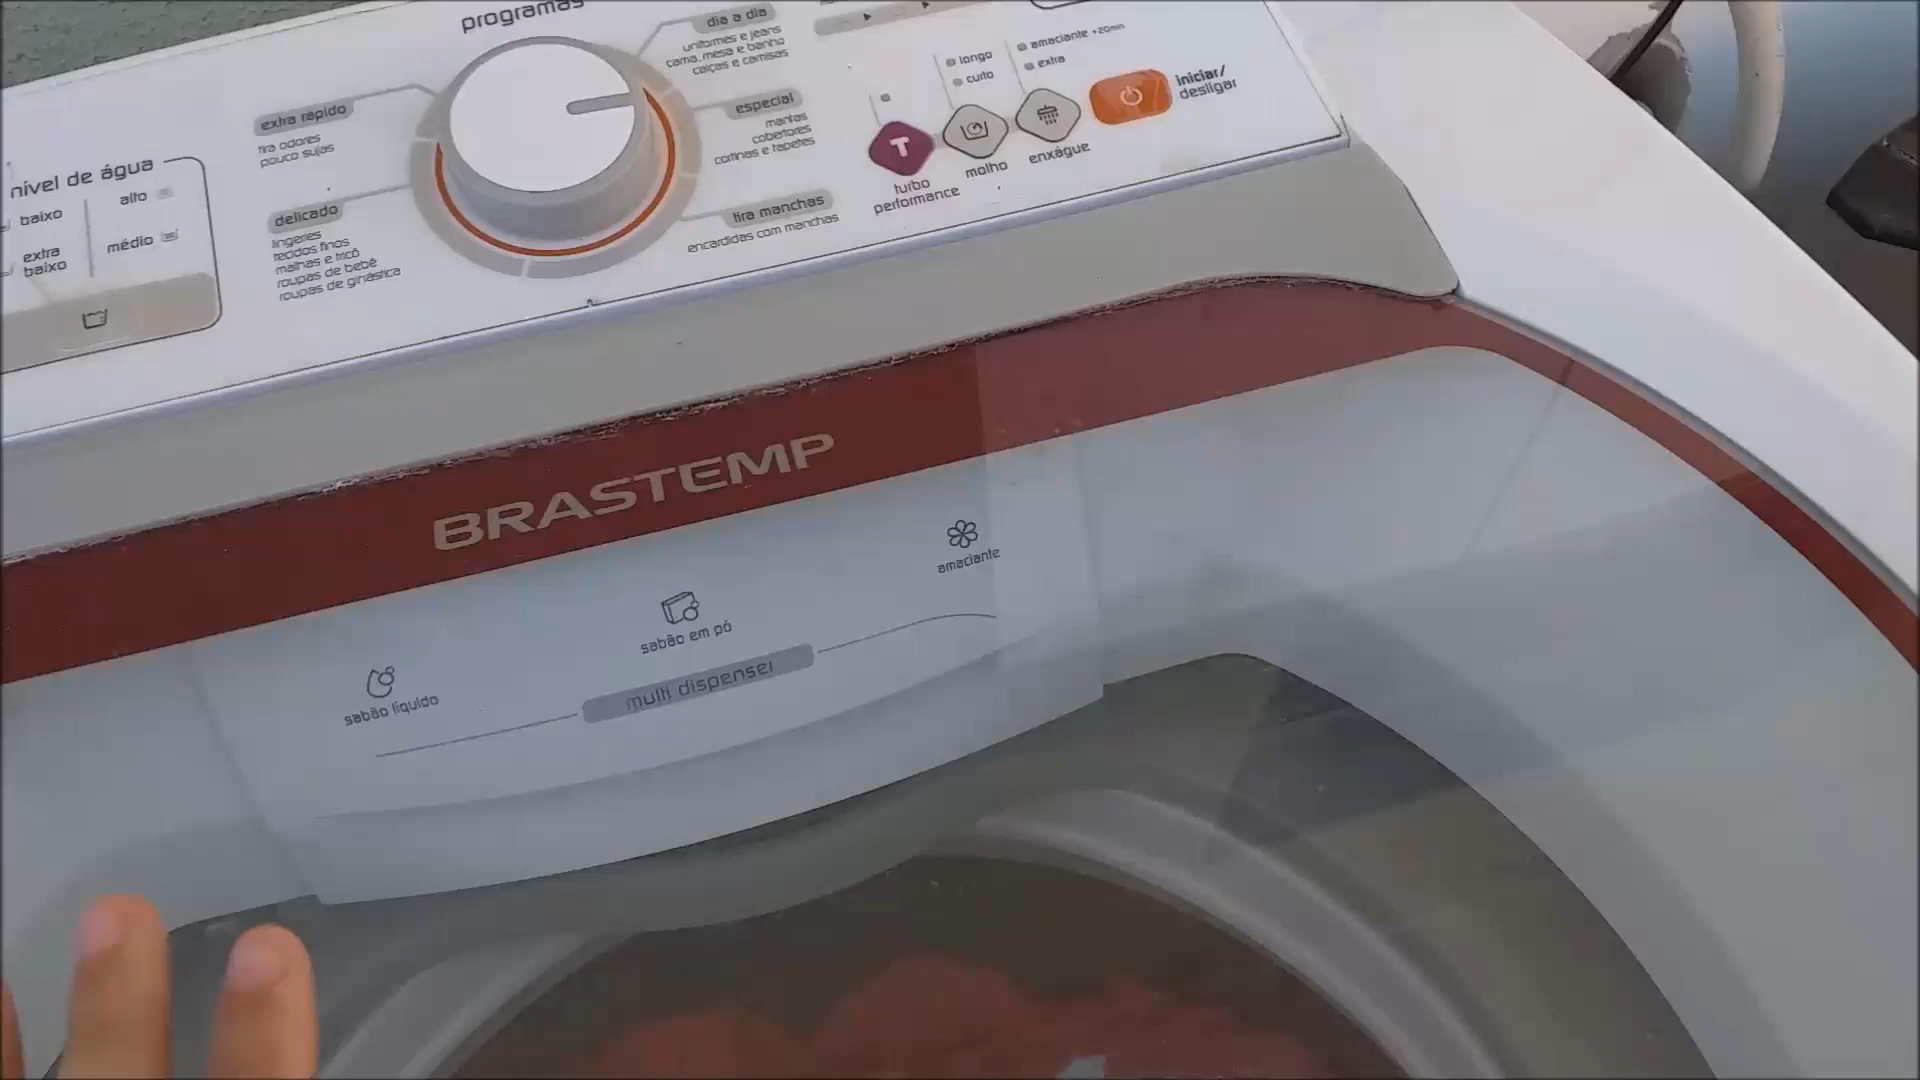 programas
dia a dia
uniformes e jeans
cama, mesa e banho
calças e camisas
extra rápido
tira odores
pouco sujas
especial
mantas
cobertores
cortinas e tapetes
delicado
lingeries
tecidos finos
malhas e tricô
roupas de bebê
roupas de ginástica
tira manchas
encardidas com manchas
nível de água
baixo
alto
extra
baixo
médio
longo
curto
amaciante +20min
extra
T
turbo
performance
molho
enxágue
iniciar/
desligar
BRASTEMP
sabão líquido
sabão em pó
amaciante
multi dispenser